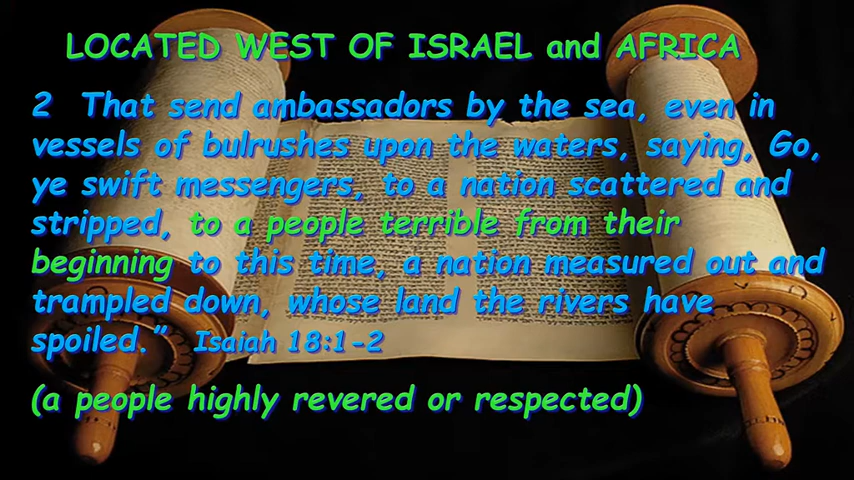 LOCATED WEST OF ISRAEL and AFRICA
2 That send ambassadors by the sea, even in
vessels of bulrushes upon the waters, saying, Go,
ye swift messengers, to a nation scattered and
stripped, to a people terrible from their
beginning to this time, a nation measured out and
trampled down, whose land the rivers have
spoiled.” Isaiah 18:1-2
(a people highly revered or respected)